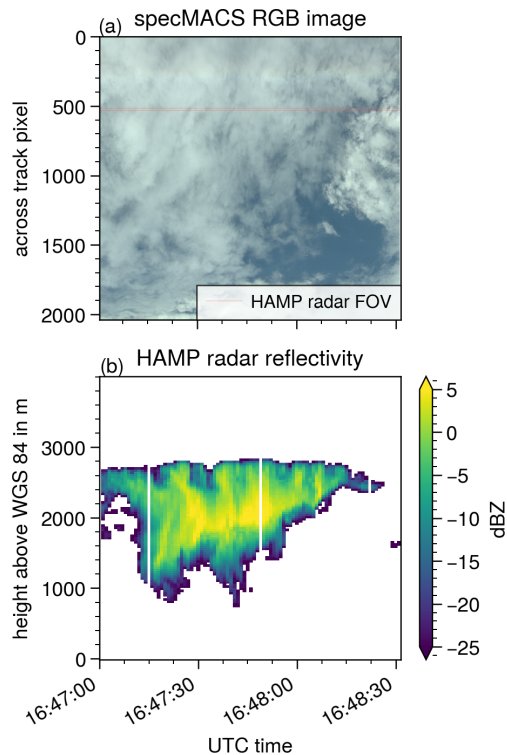 (a) specMACS RGB image
0
500
1000
1500
2000
across track pixel
HAMP radar FOV
(b) HAMP radar reflectivity
3000
2000
1000
0
height above WGS 84 in m
5
0
−5
−10
−15
−20
−25
dBZ
16:47:00
16:47:30
16:48:00
16:48:30
UTC time